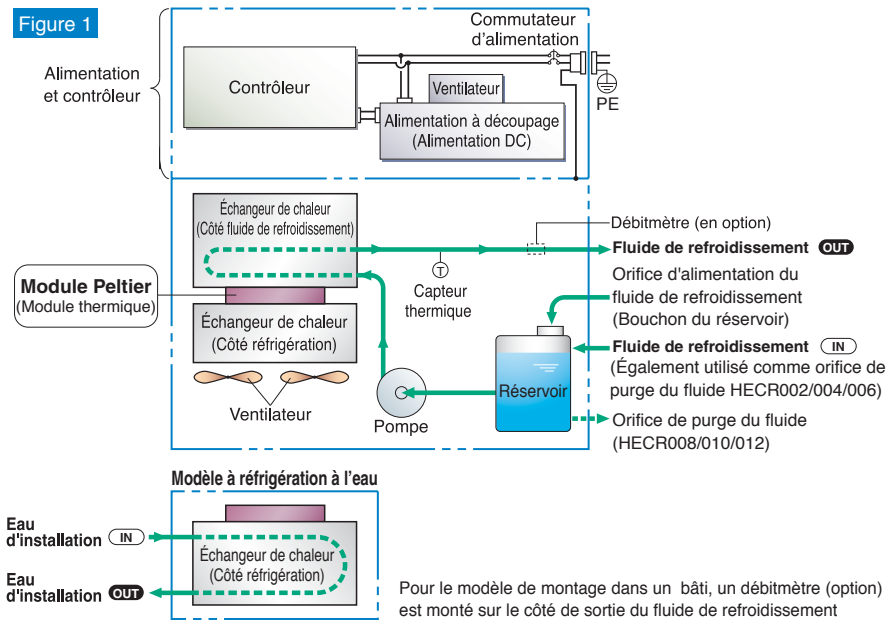 Figure 1
Commutateur
d'alimentation
Alimentation
et contrôleur
Contrôleur
Ventilateur
PE
Alimentation à découpage
(Alimentation DC)
Échangeur de chaleur
(Côté fluide de refroidissement)
Débitmètre (en option)
Fluide de refroidissement OUT
T
Capteur
thermique
Orifice d'alimentation du
fluide de refroidissement
(Bouchon du réservoir)
Module Peltier
(Module thermique)
Échangeur de chaleur
(Côté réfrigération)
Fluide de refroidissement IN
(Également utilisé comme orifice de
purge du fluide HECR002/004/006)
Réservoir
Ventilateur
Pompe
Orifice de purge du fluide
(HECR008/010/012)
Modèle à réfrigération à l'eau
Eau
d'installation IN
Échangeur de chaleur
(Côté réfrigération)
Eau
d'installation OUT
Pour le modèle de montage dans un bâti, un débitmètre (option)
est monté sur le côté de sortie du fluide de refroidissement